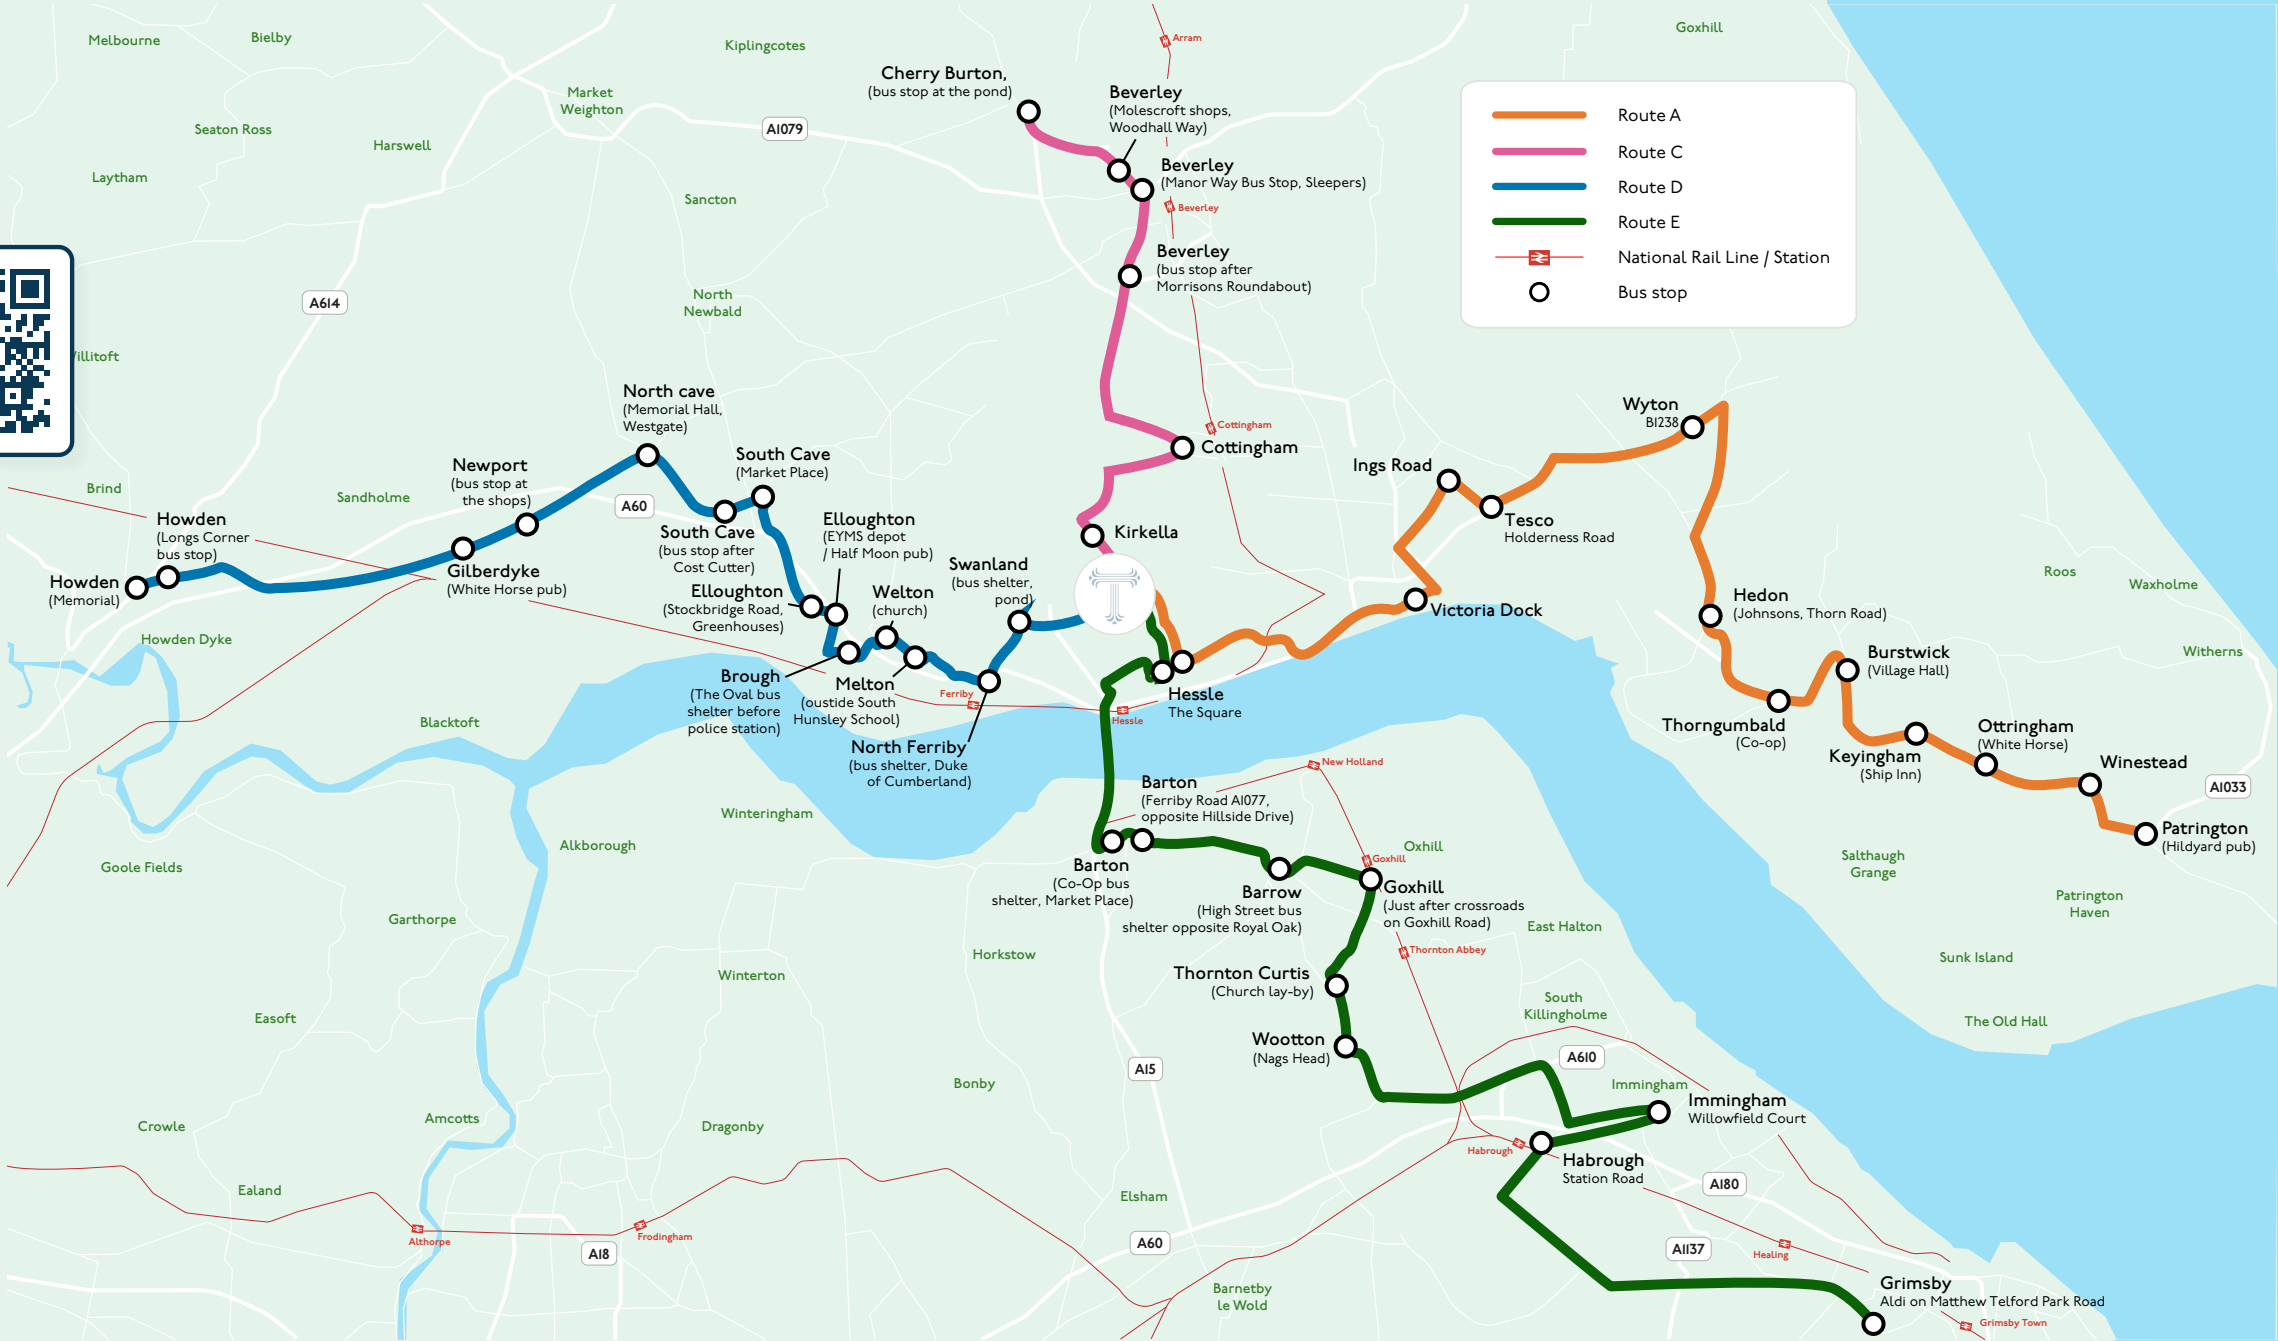 Melbourne
Bielby
Kiplingcotes
Arram
Goxhill
Cherry Burton,
(bus stop at the pond)
Beverley
(Molescroft shops,
Woodhall Way)
Market
Weighton
A1079
Seaton Ross
Harswell
Laytham
Sancton
Beverley
(Manor Way Bus Stop, Sleepers)
Beverley
Route A
Route C
Route D
Route E
National Rail Line / Station
Bus stop
Beverley
(bus stop after
Morrisons Roundabout)
A614
North
Newbald
illitoft
North cave
(Memorial Hall,
Westgate)
Wyton
B1238
Cottingham
Cottingham
South Cave
(Market Place)
Newport
(bus stop at
the shops)
Ings Road
Brind
Sandholme
A60
Howden
(Longs Corner
bus stop)
Elloughton
(EYMS depot
/ Half Moon pub)
Tesco
Holderness Road
South Cave
(bus stop after
Cost Cutter)
Kirkella
Swanland
(bus shelter,
pond)
Gilberdyke
(White Horse pub)
Howden
(Memorial)
Elloughton
(Stockbridge Road,
Greenhouses)
Welton
(church)
T
Victoria Dock
Hedon
(Johnsons, Thorn Road)
Roos
Waxholme
Howden Dyke
Witherns
Burstwick
(Village Hall)
Brough
(The Oval bus
shelter before
police station)
Melton
(oustide South
Hunsley School)
Ferriby
Hessle
Hessle
The Square
Blacktoft
North Ferriby
(bus shelter, Duke
of Cumberland)
Thorngumbald
(Co-op)
Keyingham
(Ship Inn)
Ottringham
(White Horse)
Winestead
A1033
New Holland
Barton
(Ferriby Road A1077,
opposite Hillside Drive)
Winteringham
Patrington
(Hildyard pub)
Alkborough
Goole Fields
Barton
(Co-Op bus
shelter, Market Place)
Oxhill
Goxhill
Goxhill
(Just after crossroads
on Goxhill Road)
Barrow
(High Street bus
shelter opposite Royal Oak)
Salthaugh
Grange
Patrington
Haven
Garthorpe
East Halton
Horkstow
Thornton Abbey
Sunk Island
Winterton
Thornton Curtis
(Church lay-by)
South
Killingholme
Easoft
The Old Hall
Wootton
(Nags Head)
A15
A610
Bonby
Immingham
Immingham
Willowfield Court
Crowle
Amcotts
Dragonby
Habrough
Habrough
Station Road
A180
Ealand
Elsham
Althorpe
Frodingham
A18
A60
A1137
Healing
Barnetby
le Wold
Grimsby
Aldi on Matthew Telford Park Road
Grimsby Town